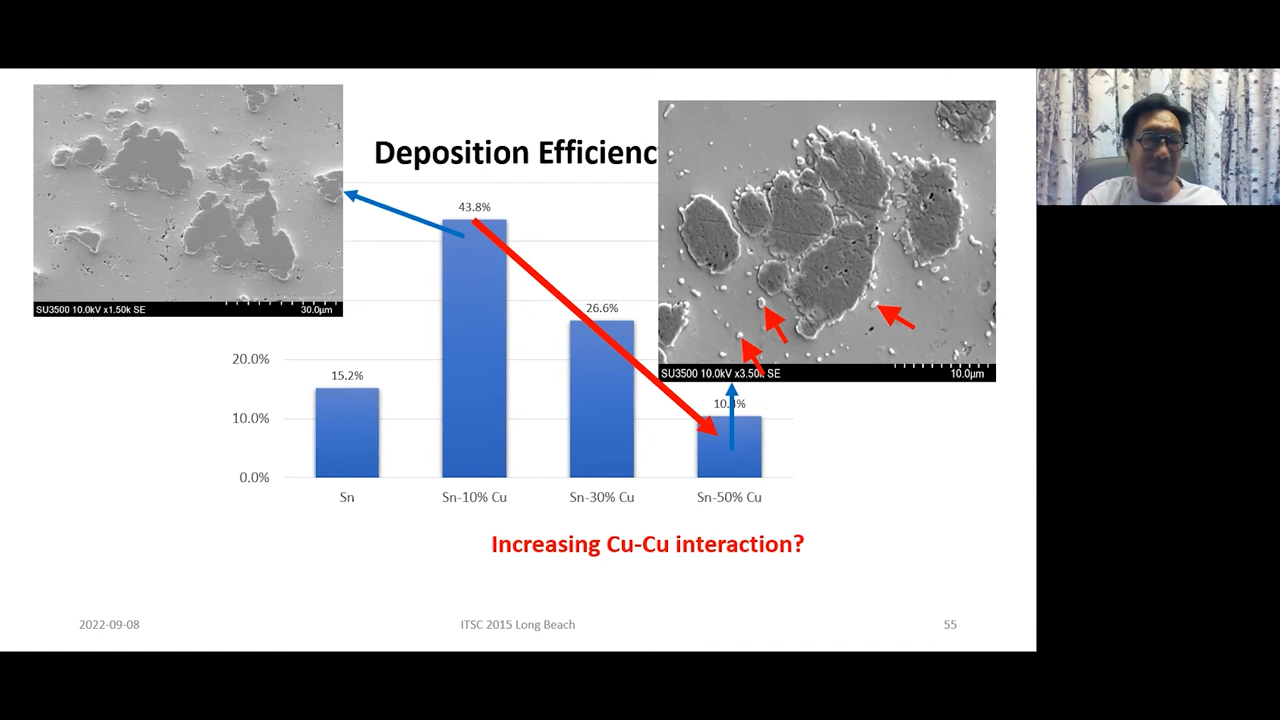 Deposition Efficienc
SU3500 10.0kV x1.50k SE 30.0µm
SU3500 10.0kV x3.50k SE 10.0µm
43.8%
26.6%
20.0%
15.2%
10.0%
0.0%
Sn Sn-10% Cu Sn-30% Cu Sn-50% Cu
Increasing Cu-Cu interaction?
2022-09-08 ITSC 2015 Long Beach 55